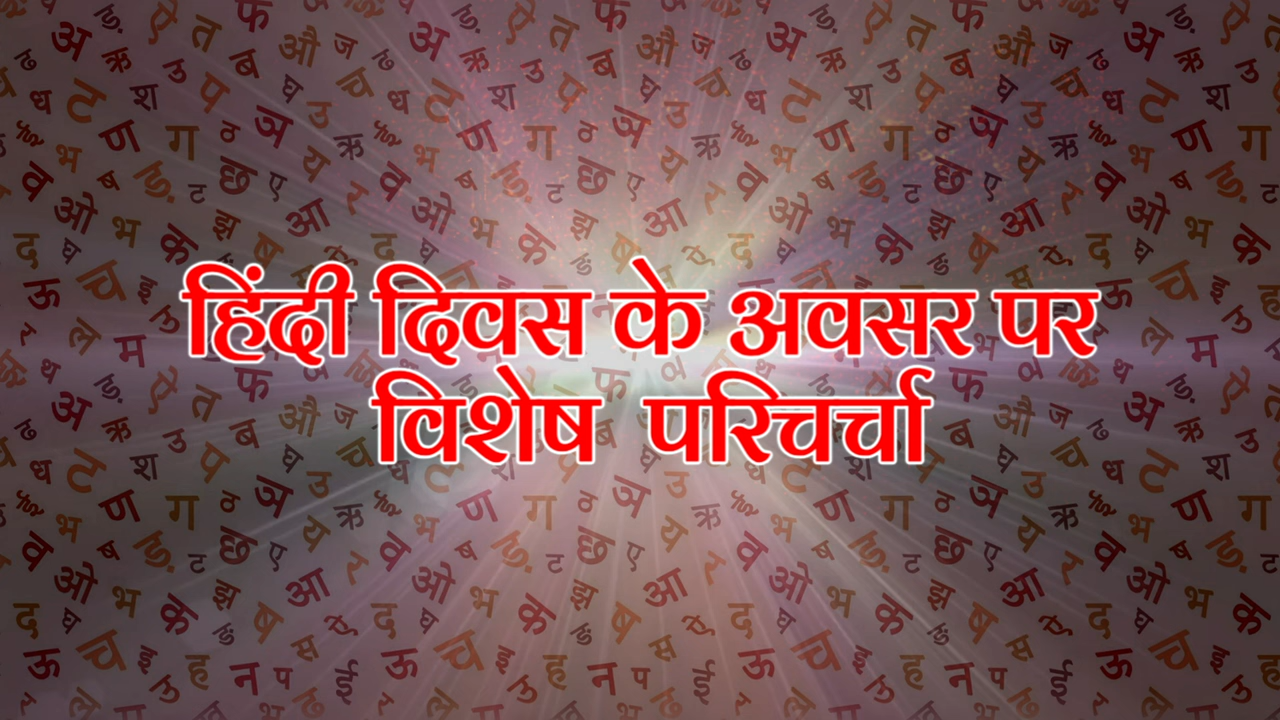 हिंदी दिवस के अवसर पर
विशेष परिचर्चा